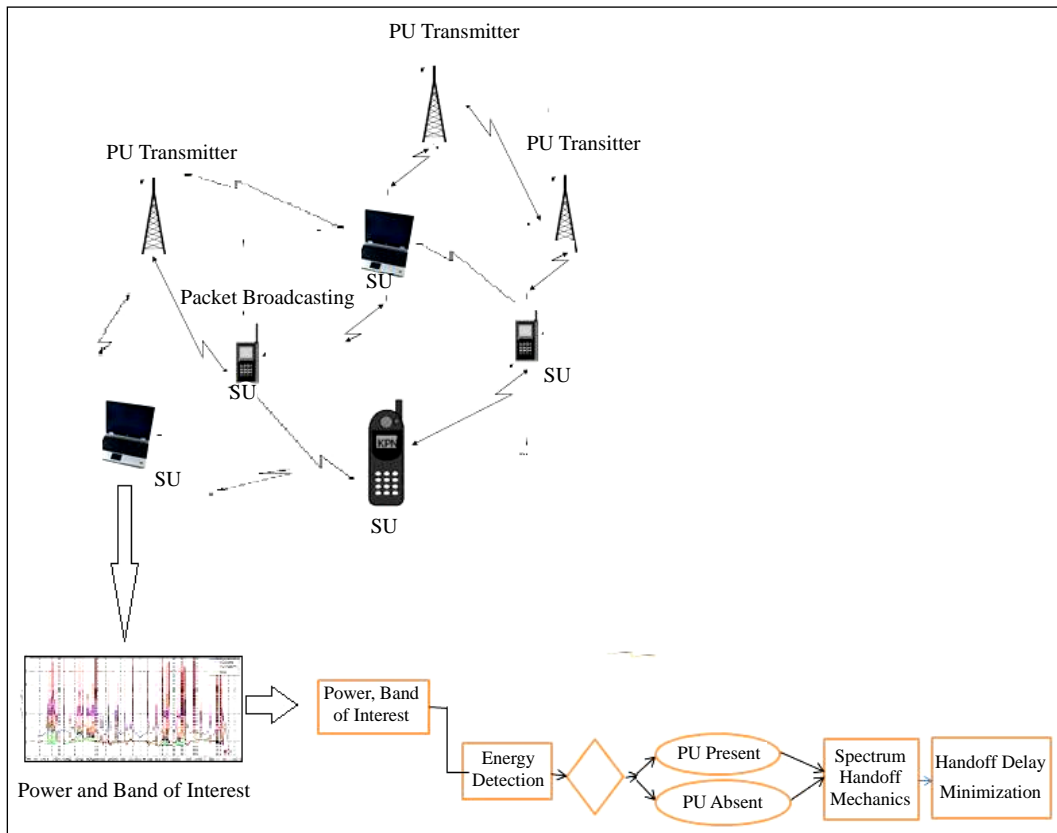 PU Transmitter
PU Transitter
PU Transmitter
SU
Packet Broadcasting
SU
SU
KPN
SU
SU
Power, Band
of Interest
Energy
Detection
PU Present
PU Absent
Spectrum
Handoff
Mechanics
Handoff Delay
Minimization
Power and Band of Interest